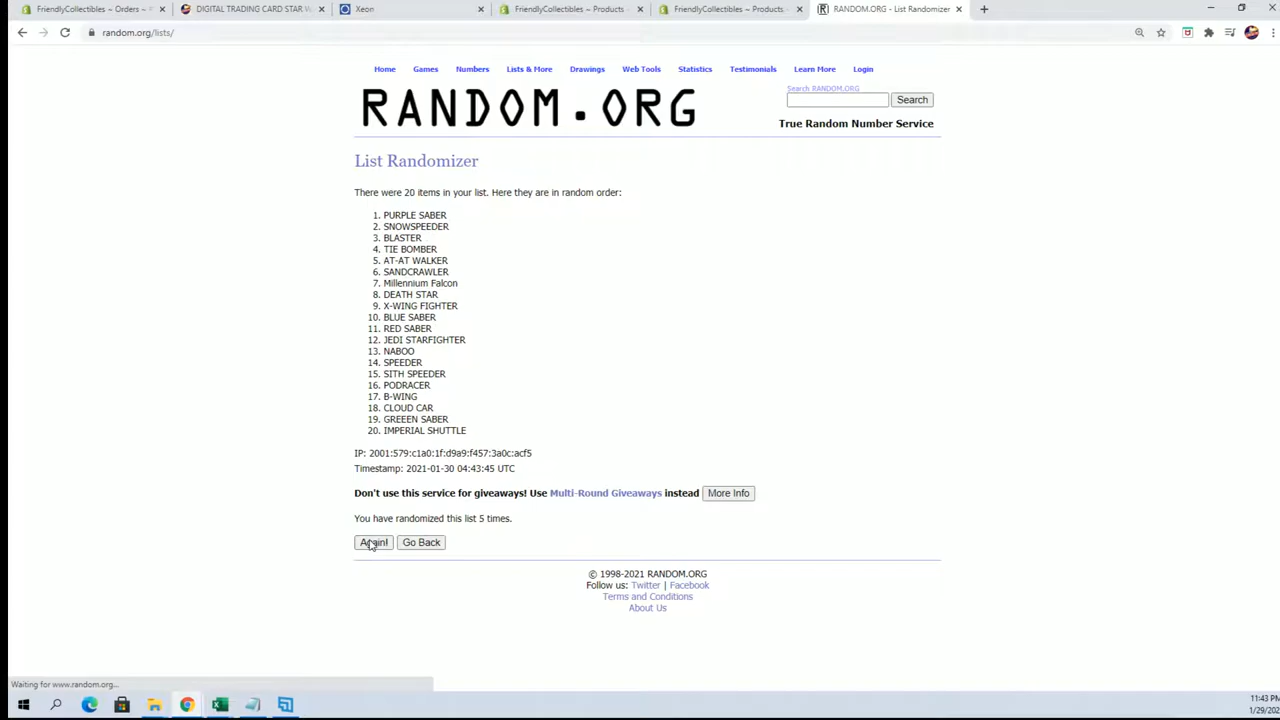 FriendlyCollectibles ~ Orders ~
DIGITAL TRADING CARD STAR
Xeon
FriendlyCollectibles ~ Products
FriendlyCollectibles ~ Products
RANDOM.ORG - List Randomizer
random.org/lists/
Home Games Numbers Lists & More Drawings Web Tools Statistics Testimonials Learn More Login
Search RANDOM.ORG
Search
RANDOM.ORG
True Random Number Service
List Randomizer
There were 20 items in your list. Here they are in random order:
1. PURPLE SABER
2. SNOWSPEEDER
3. BLASTER
4. TIE BOMBER
5. AT-AT WALKER
6. SANDCRAWLER
7. Millennium Falcon
8. DEATH STAR
9. X-WING FIGHTER
10. BLUE SABER
11. RED SABER
12. JEDI STARFIGHTER
13. NABOO
14. SPEEDER
15. SITH SPEEDER
16. PODRACER
17. B-WING
18. CLOUD CAR
19. GREEEN SABER
20. IMPERIAL SHUTTLE
IP: 2001:579:c1a0:1f:d9a9:f457:3a0c:acf5
Timestamp: 2021-01-30 04:43:45 UTC
Don't use this service for giveaways! Use Multi-Round Giveaways instead More Info
You have randomized this list 5 times.
Again! Go Back
© 1998-2021 RANDOM.ORG
Follow us: Twitter | Facebook
Terms and Conditions
About Us
Waiting for www.random.org...
11:43 PM
1/29/202